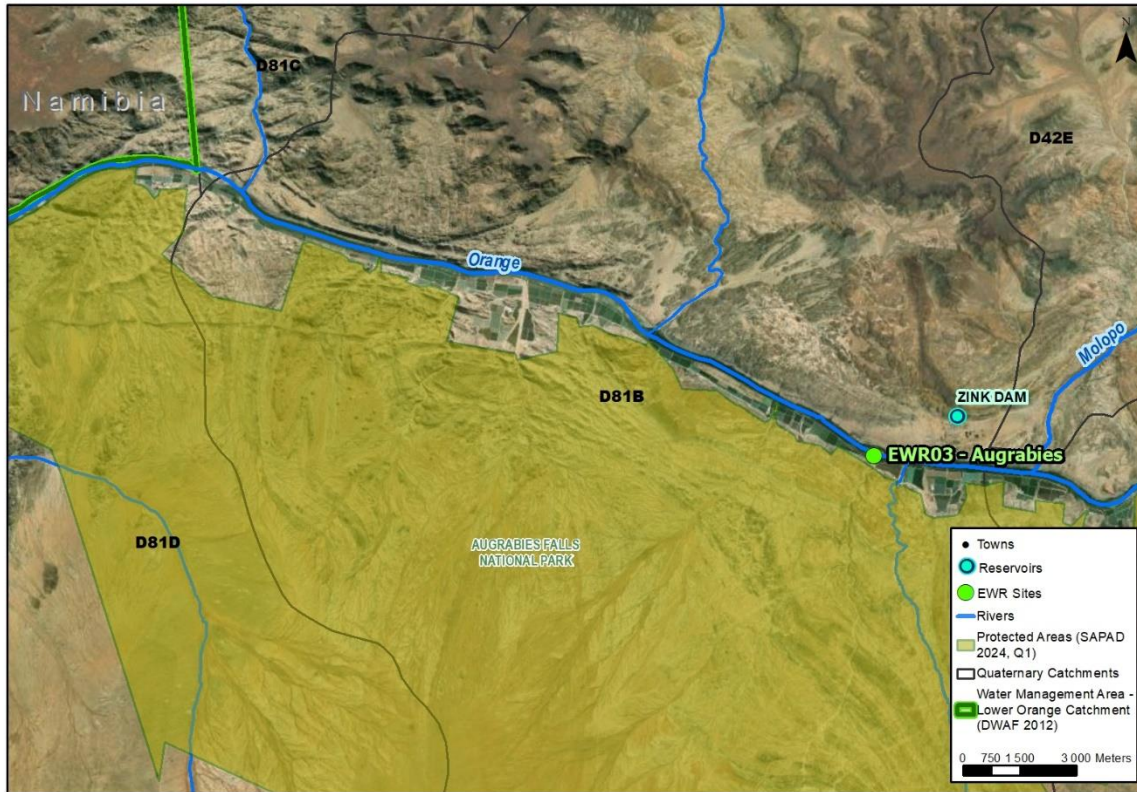 N
D81C
Namibia
D42E
Orange
Molopo
D81B
ZINK DAM
EWR03 - Augrabies
D81D
AUGRABIES FALLS
NATIONAL PARK
Towns
Reservoirs
EWR Sites
Rivers
Protected Areas (SAPAD
2024, Q1)
Quaternary Catchments
Water Management Area -
Lower Orange Catchment
(DWAF 2012)
0 750 1 500 3 000 Meters